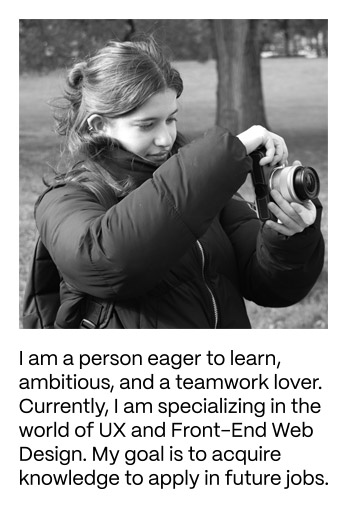 I am a person eager to learn,
ambitious, and a teamwork lover.
Currently, I am specializing in the
world of UX and Front-End Web
Design. My goal is to acquire
knowledge to apply in future jobs.